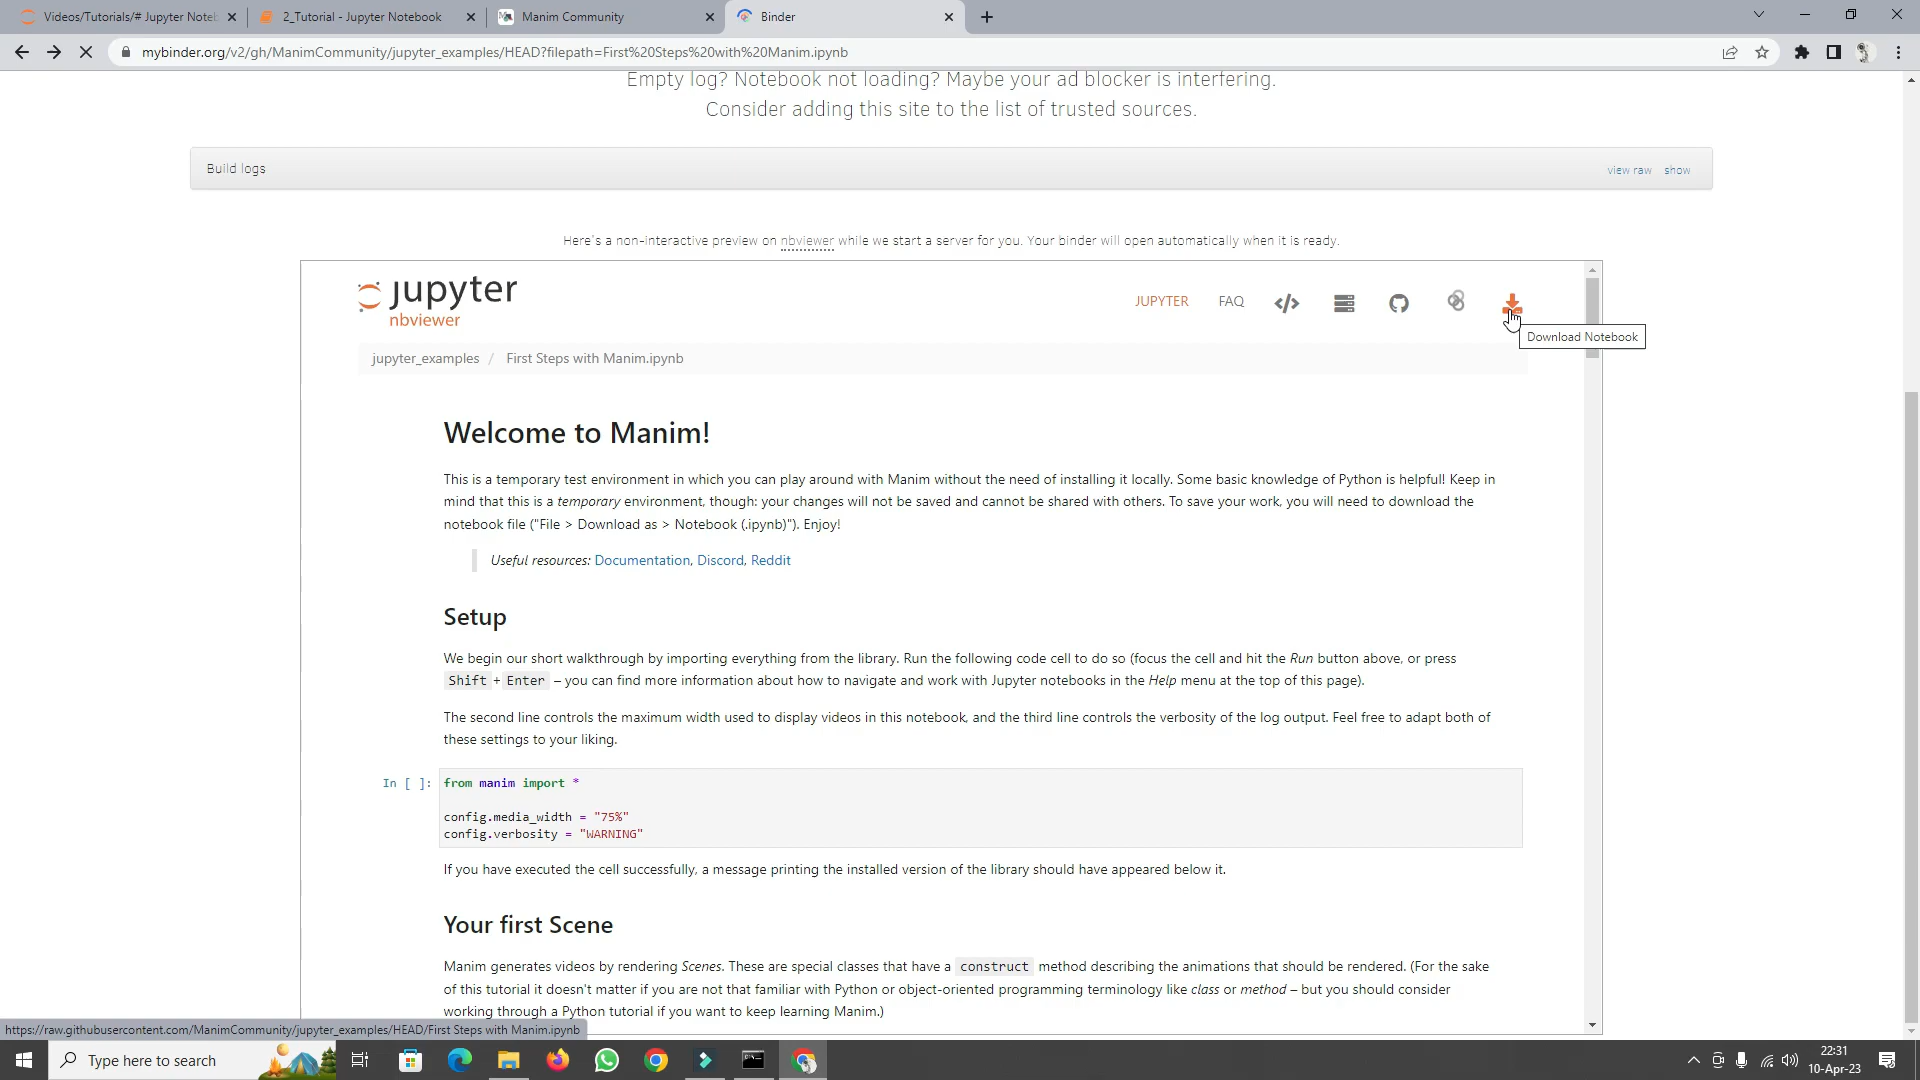 Videos/Tutorials/# Jupyter Noteb
2_Tutorial - Jupyter Notebook
Manim Community
Binder
mybinder.org/v2/gh/ManimCommunity/jupyter_examples/HEAD?filepath=First%20Steps%20with%20Manim.ipynb
Empty log? Notebook not loading? Maybe your ad blocker is interfering.
Consider adding this site to the list of trusted sources.
Build logs
view raw show
Here's a non-interactive preview on nbviewer while we start a server for you. Your binder will open automatically when it is ready.
jupyter
nbviewer
JUPYTER FAQ </>
Download Notebook
jupyter_examples / First Steps with Manim.ipynb
Welcome to Manim!
This is a temporary test environment in which you can play around with Manim without the need of installing it locally. Some basic knowledge of Python is helpful! Keep in
mind that this is a temporary environment, though: your changes will not be saved and cannot be shared with others. To save your work, you will need to download the
notebook file ("File > Download as > Notebook (.ipynb)"). Enjoy!
Useful resources: Documentation, Discord, Reddit
Setup
We begin our short walkthrough by importing everything from the library. Run the following code cell to do so (focus the cell and hit the Run button above, or press
Shift + Enter – you can find more information about how to navigate and work with Jupyter notebooks in the Help menu at the top of this page).
The second line controls the maximum width used to display videos in this notebook, and the third line controls the verbosity of the log output. Feel free to adapt both of
these settings to your liking.
In [ ]: from manim import *
config.media_width = "75%"
config.verbosity = "WARNING"
If you have executed the cell successfully, a message printing the installed version of the library should have appeared below it.
Your first Scene
Manim generates videos by rendering Scenes. These are special classes that have a construct method describing the animations that should be rendered. (For the sake
of this tutorial it doesn't matter if you are not that familiar with Python or object-oriented programming terminology like class or method – but you should consider
working through a Python tutorial if you want to keep learning Manim.)
https://raw.githubusercontent.com/ManimCommunity/jupyter_examples/HEAD/First Steps with Manim.ipynb
Type here to search
22:31
10-Apr-23